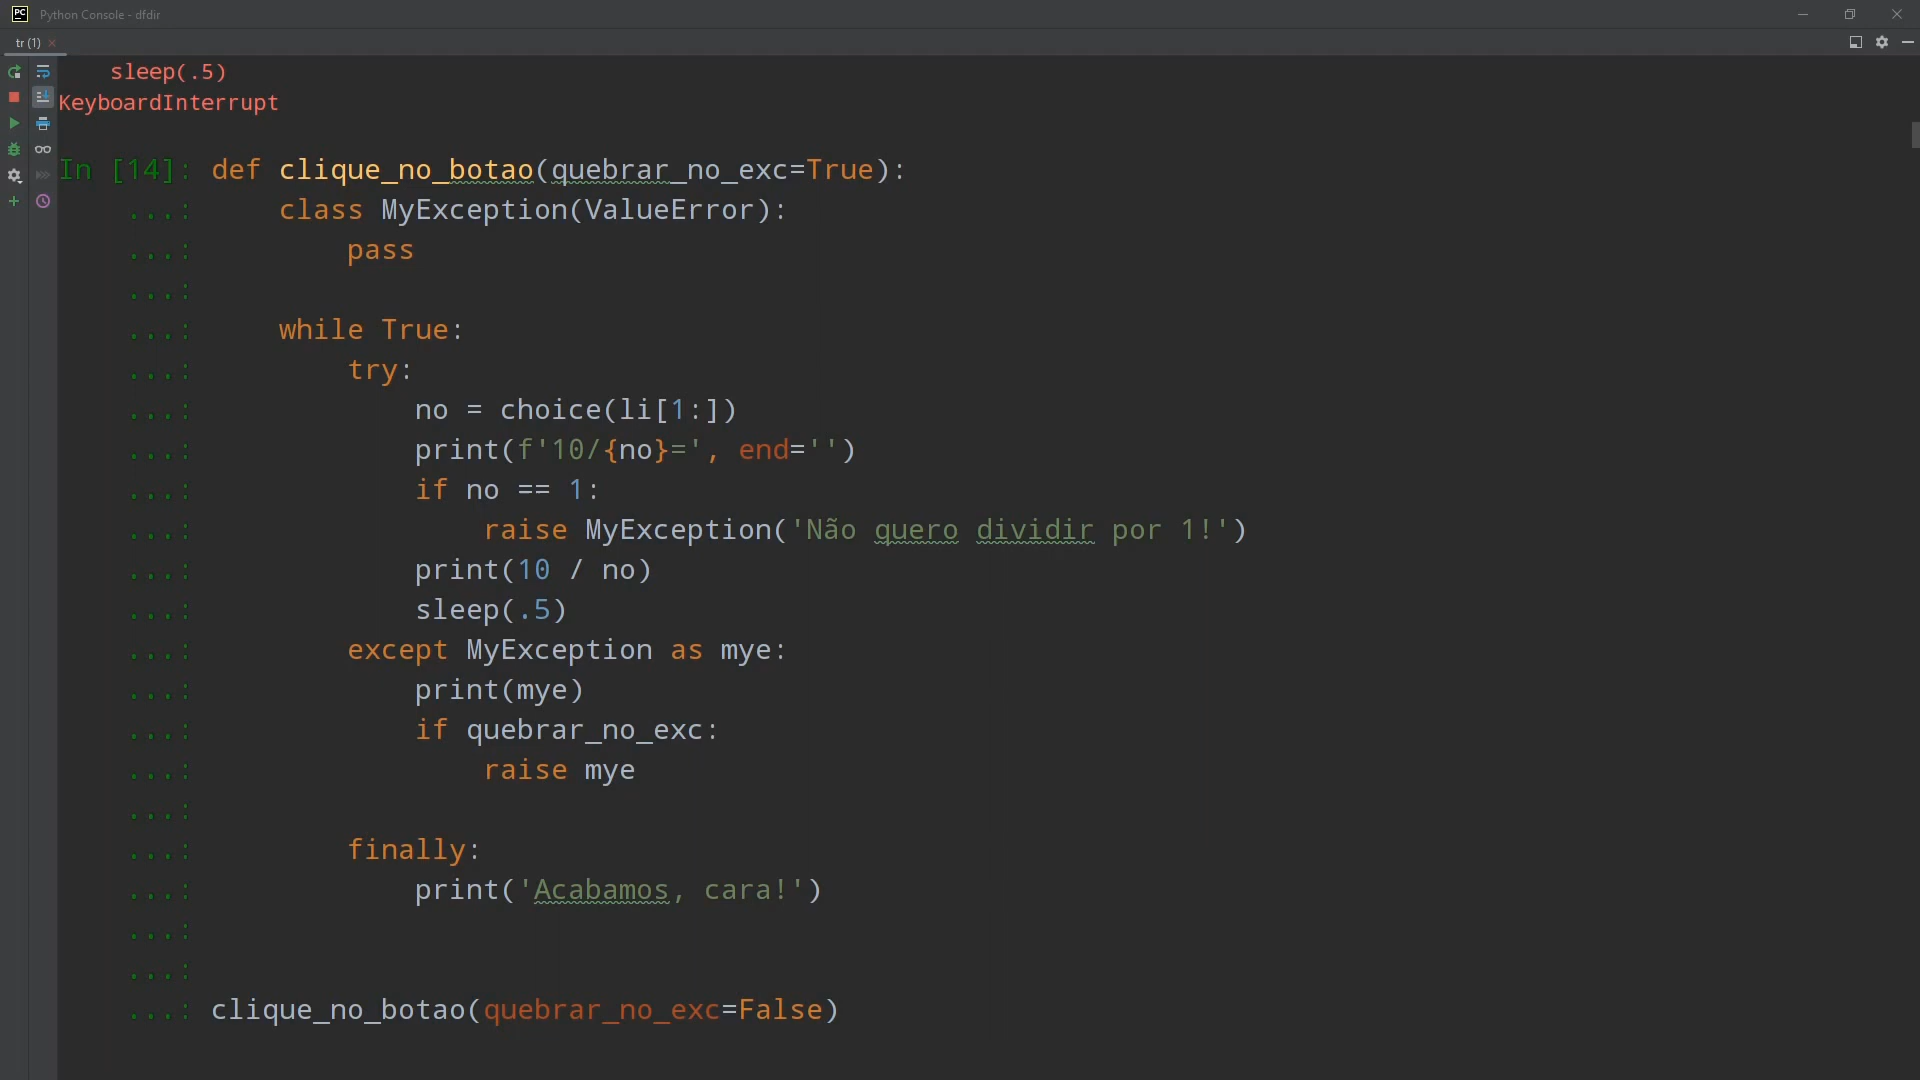 PC Python Console - dfdir
tr (1)
    sleep(.5)
KeyboardInterrupt
In [14]: def clique_no_botao(quebrar_no_exc=True):
    ...:     class MyException(ValueError):
    ...:         pass
    ...:
    ...:     while True:
    ...:         try:
    ...:             no = choice(li[1:])
    ...:             print(f'10/{no}=', end='')
    ...:             if no == 1:
    ...:                 raise MyException('Não quero dividir por 1!')
    ...:             print(10 / no)
    ...:             sleep(.5)
    ...:         except MyException as mye:
    ...:             print(mye)
    ...:             if quebrar_no_exc:
    ...:                 raise mye
    ...:
    ...:         finally:
    ...:             print('Acabamos, cara!')
    ...:
    ...:
    ...: clique_no_botao(quebrar_no_exc=False)